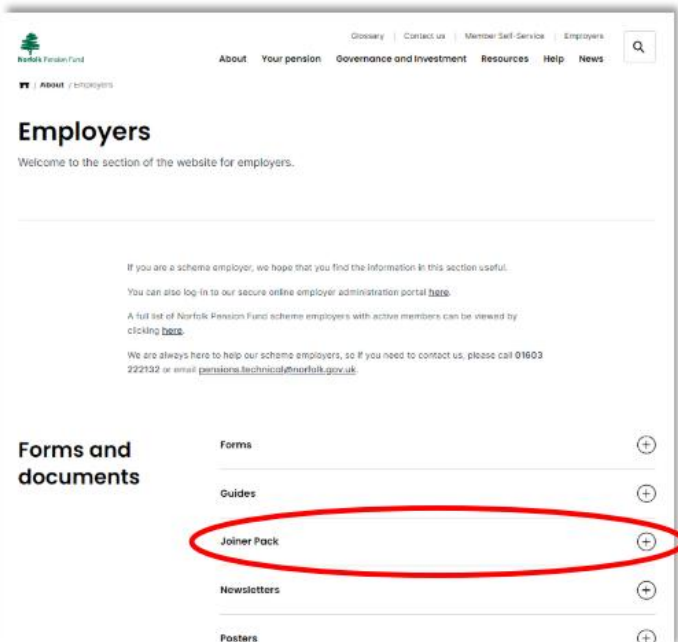 Norfolk Pension Fund
Glossary | Contact us | Member Self-Service | Employers
About Your pension Governance and Investment Resources Help News
| About / Employers
Employers
Welcome to the section of the website for employers.
If you are a scheme employer, we hope that you find the information in this section useful.
You can also log-in to our secure online employer administration portal here.
A full list of Norfolk Pension Fund scheme employers with active members can be viewed by
clicking here.
We are always here to help our scheme employers, so if you need to contact us, please call 01603
222132 or email pensions.technical@norfolk.gov.uk.
Forms and
documents
Forms
Guides
Joiner Pack
Newsletters
Posters